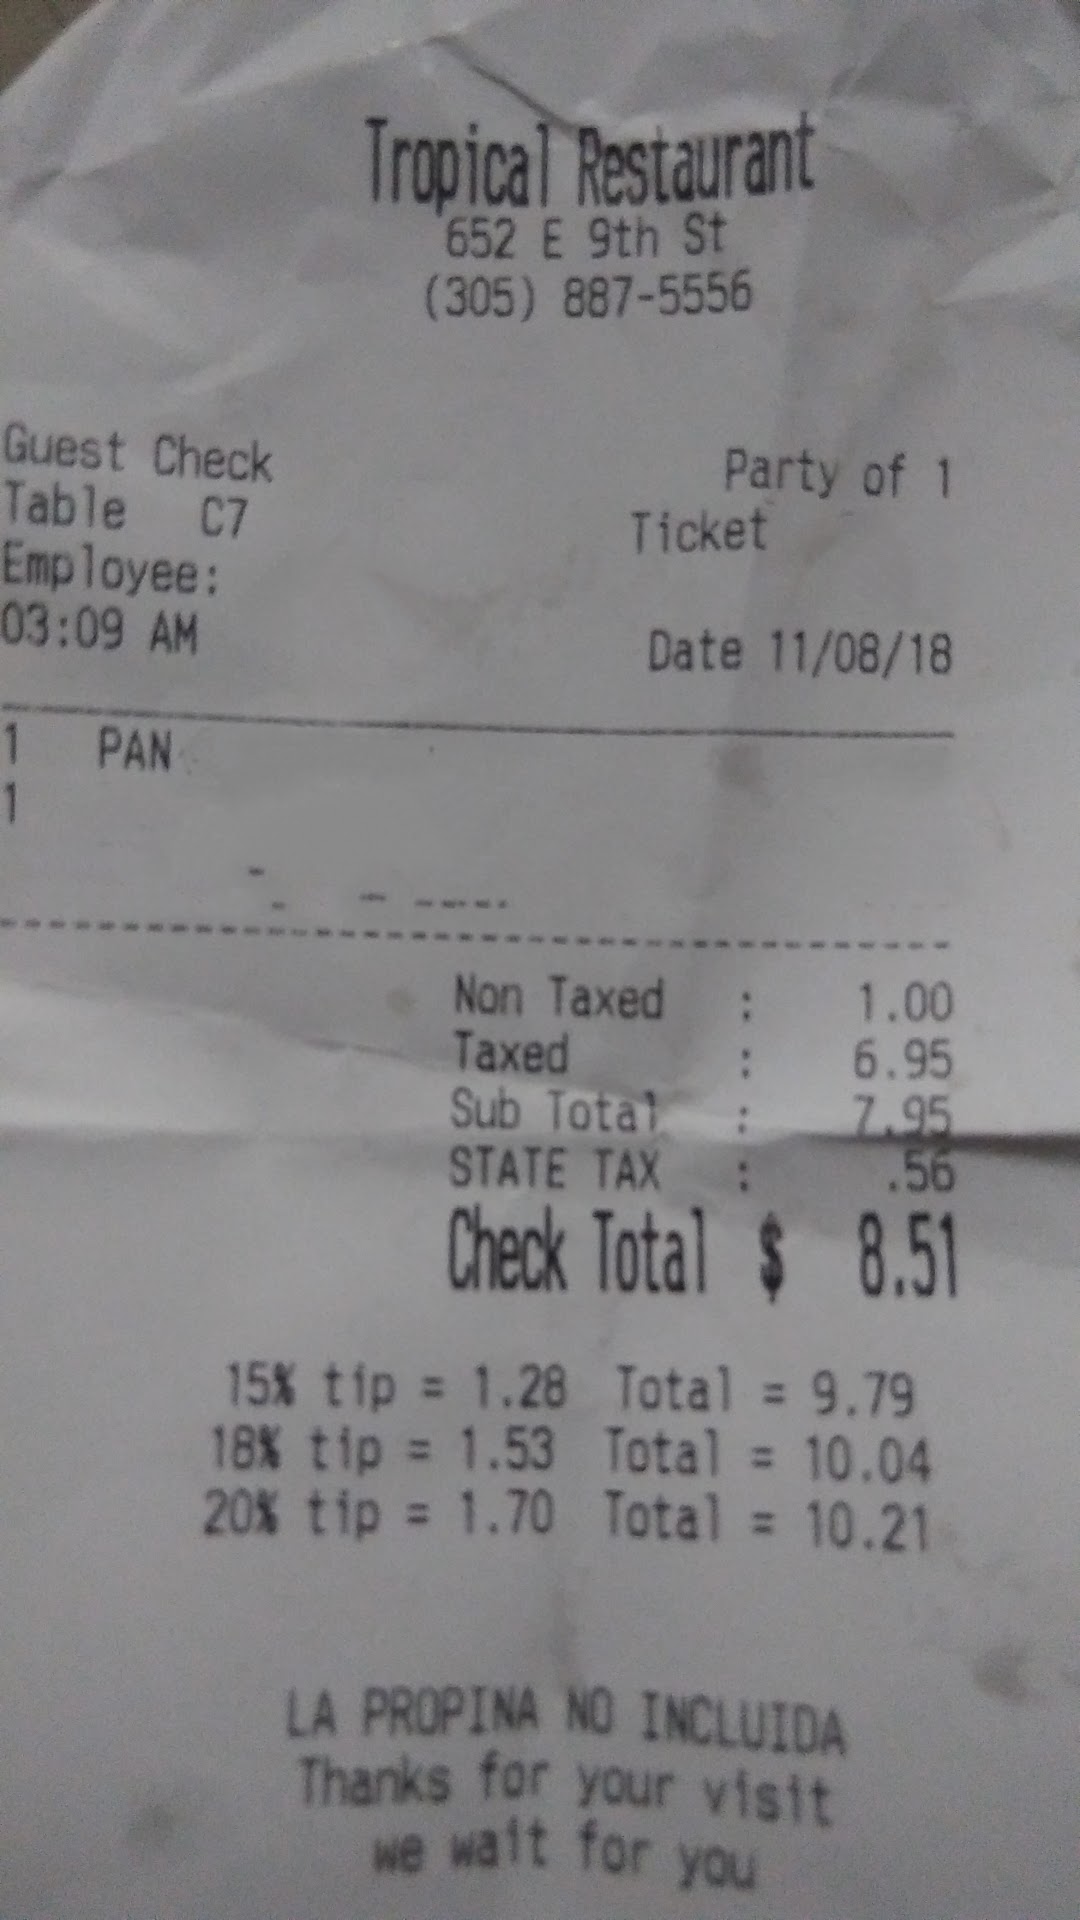 Tropical Restaurant
652 E 9th St
(305) 887-5556
Guest Check Party of 1
Table C7 Ticket
Employee:
03:09 AM Date 11/08/18
1 PAN
1
Non Taxed : 1.00
Taxed : 6.95
Sub Total : 7.95
STATE TAX : .56
Check Total $ 8.51
15% tip = 1.28 Total = 9.79
18% tip = 1.53 Total = 10.04
20% tip = 1.70 Total = 10.21
LA PROPINA NO INCLUIDA
Thanks for your visit
we wait for you